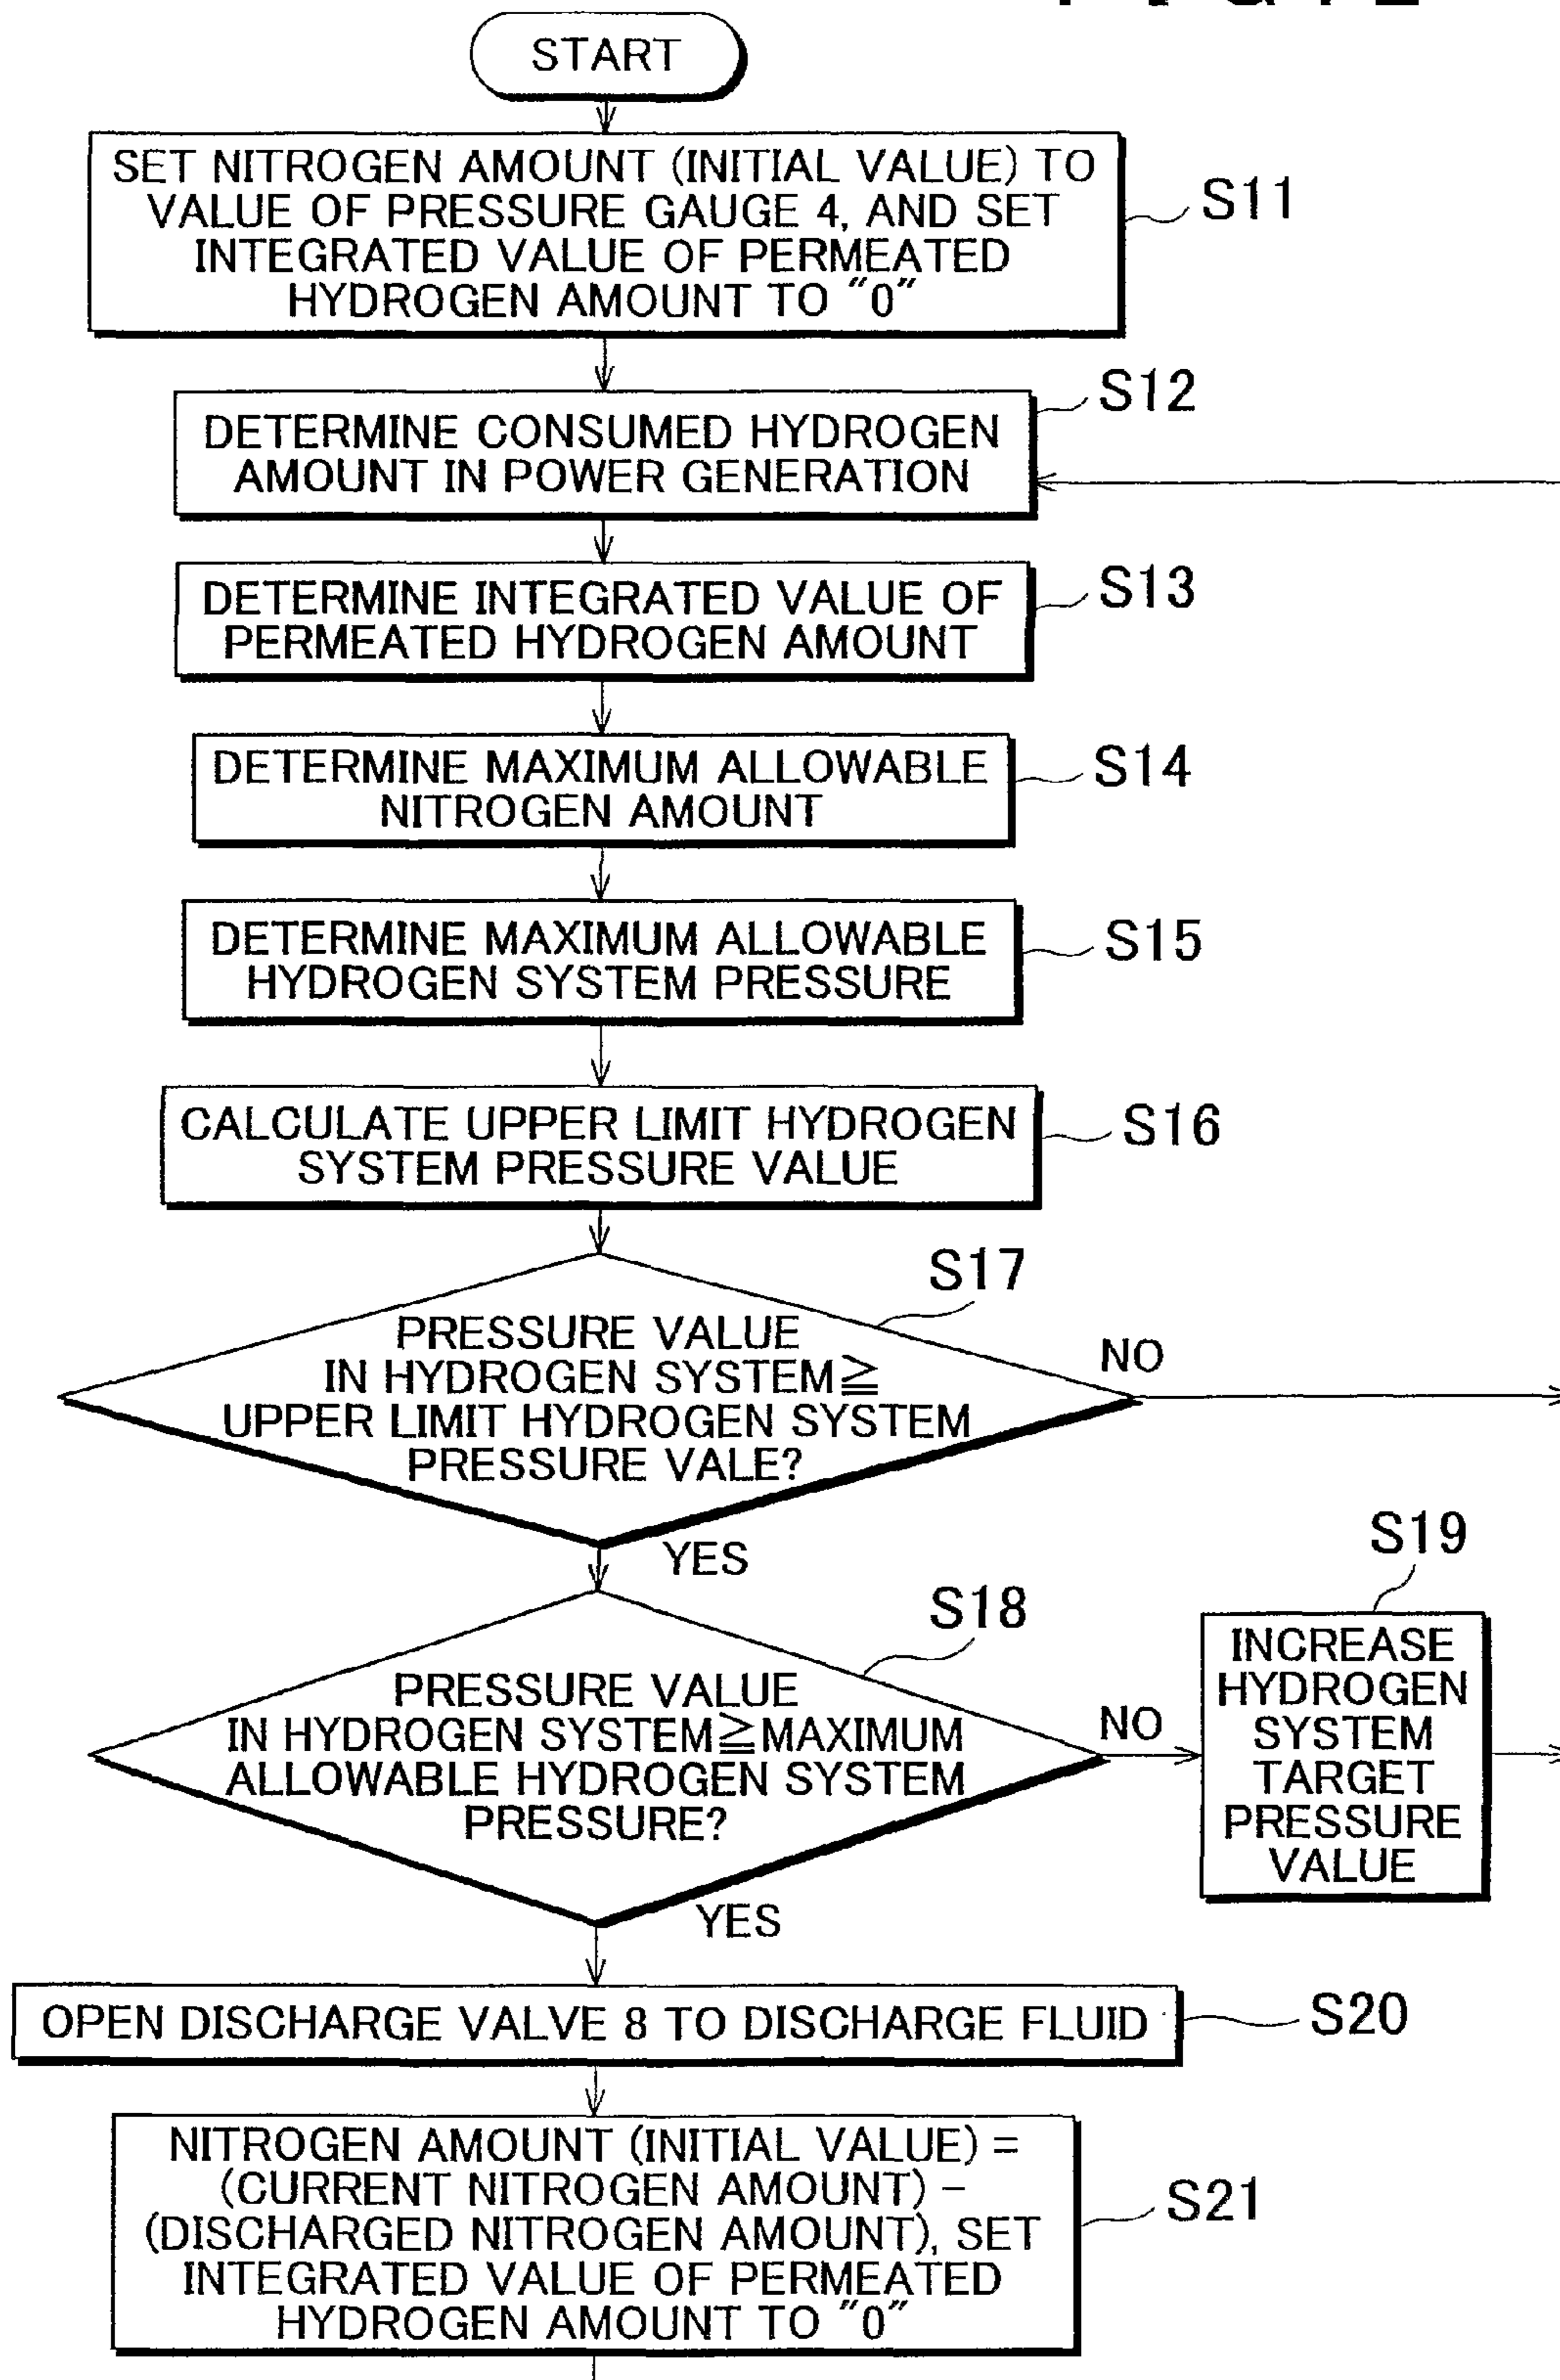 START
SET NITROGEN AMOUNT (INITIAL VALUE) TO
VALUE OF PRESSURE GAUGE 4, AND SET
INTEGRATED VALUE OF PERMEATED
HYDROGEN AMOUNT TO "0"
S11
DETERMINE CONSUMED HYDROGEN
AMOUNT IN POWER GENERATION
S12
DETERMINE INTEGRATED VALUE OF
PERMEATED HYDROGEN AMOUNT
S13
DETERMINE MAXIMUM ALLOWABLE
NITROGEN AMOUNT
S14
DETERMINE MAXIMUM ALLOWABLE
HYDROGEN SYSTEM PRESSURE
S15
CALCULATE UPPER LIMIT HYDROGEN
SYSTEM PRESSURE VALUE
S16
S17
PRESSURE VALUE
IN HYDROGEN SYSTEM≧
UPPER LIMIT HYDROGEN SYSTEM
PRESSURE VALE?
NO
YES
S18
PRESSURE VALUE
IN HYDROGEN SYSTEM≧MAXIMUM
ALLOWABLE HYDROGEN SYSTEM
PRESSURE?
NO
YES
S19
INCREASE
HYDROGEN
SYSTEM
TARGET
PRESSURE
VALUE
OPEN DISCHARGE VALVE 8 TO DISCHARGE FLUID
S20
NITROGEN AMOUNT (INITIAL VALUE) =
(CURRENT NITROGEN AMOUNT) −
(DISCHARGED NITROGEN AMOUNT), SET
INTEGRATED VALUE OF PERMEATED
HYDROGEN AMOUNT TO "0"
S21